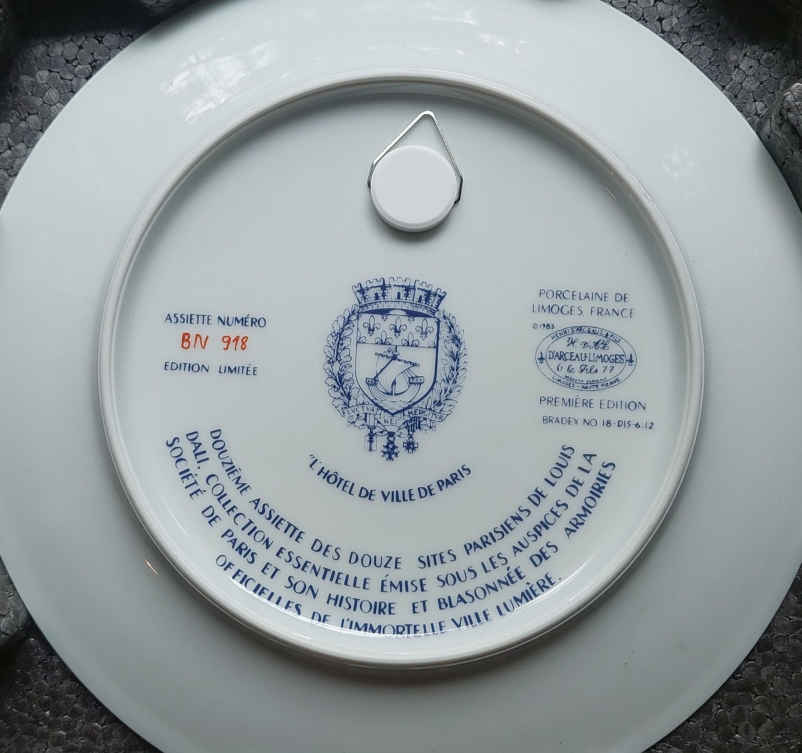 ASSIETTE NUMÉRO
BN 918
EDITION LIMITÉE
PORCELAINE DE
LIMOGES, FRANCE
© 1983
D'ARCEAU-LIMOGES
& le Fils 77
PREMIÈRE EDITION
BRADEX NO 18-D15-6.12
"L'HÔTEL DE VILLE DE PARIS
DOUZIÈME ASSIETTE DES DOUZE SITES PARISIENS DE LOUIS
DALI, COLLECTION ESSENTIELLE ÉMISE SOUS LES AUSPICES DE LA
SOCIÉTÉ DE PARIS ET SON HISTOIRE ET BLASONNÉE DES ARMOIRIES
OFFICIELLES DE L'IMMORTELLE VILLE LUMIÈRE.